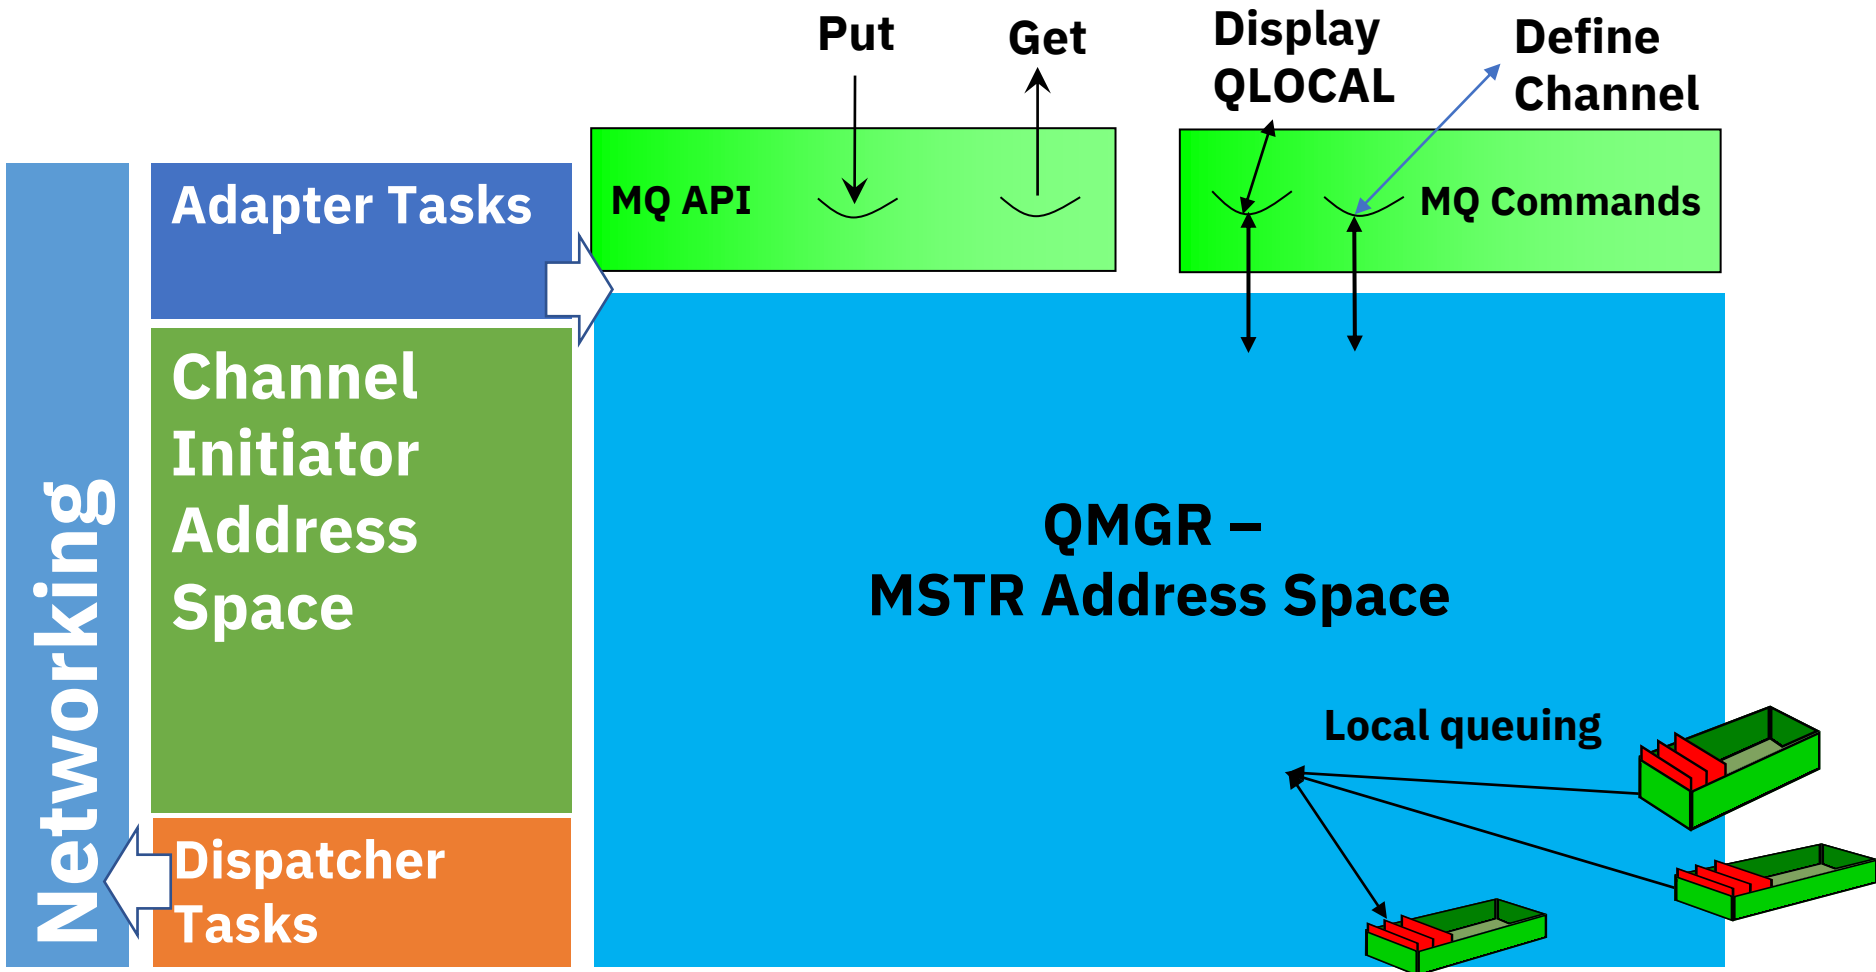 Put
Get
Display
QLOCAL
Define
Channel
Adapter Tasks
MQ API
MQ Commands
Channel
Initiator
Address
Space
Networking
QMGR –
MSTR Address Space
Local queuing
Dispatcher
Tasks